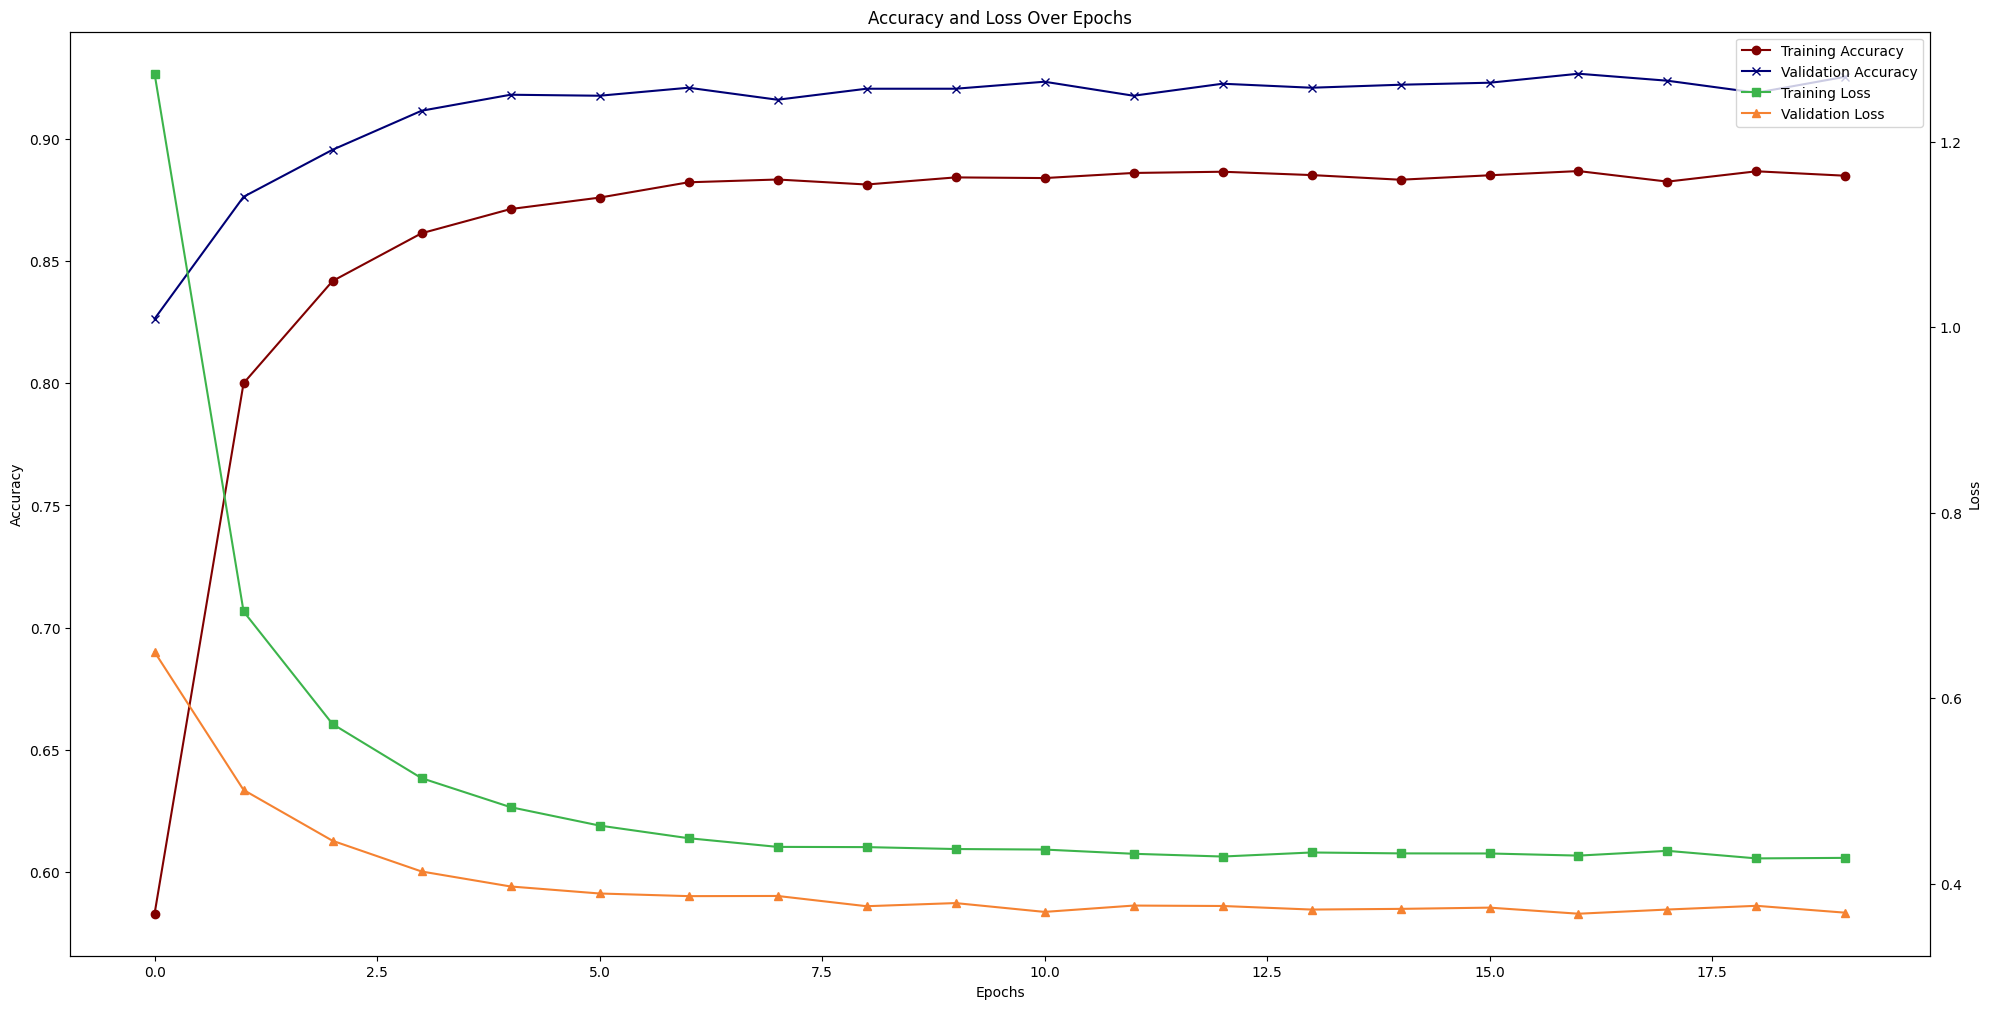 Accuracy and Loss Over Epochs
Training Accuracy
Validation Accuracy
Training Loss
Validation Loss
0.90
0.85
0.80
0.75
0.70
0.65
0.60
Accuracy
1.2
1.0
0.8
0.6
0.4
Loss
0.0 2.5 5.0 7.5 10.0 12.5 15.0 17.5
Epochs